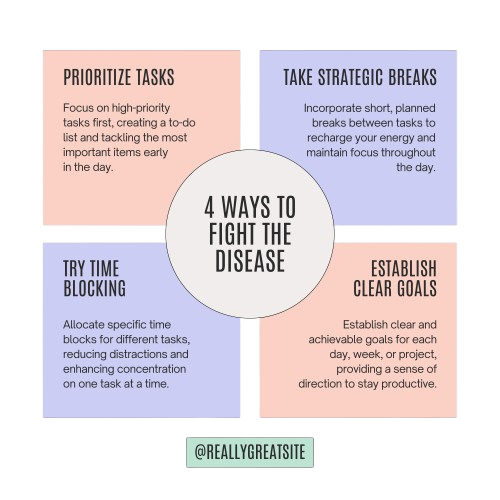 PRIORITIZE TASKS
Focus on high-priority
tasks first, creating a to-do
list and tackling the most
important items early
in the day.
TAKE STRATEGIC BREAKS
Incorporate short, planned
breaks between tasks to
recharge your energy and
maintain focus throughout
the day.
4 WAYS TO
FIGHT THE
DISEASE
TRY TIME
BLOCKING
Allocate specific time
blocks for different tasks,
reducing distractions and
enhancing concentration
on one task at a time.
ESTABLISH
CLEAR GOALS
Establish clear and
achievable goals for each
day, week, or project,
providing a sense of
direction to stay productive.
@REALLYGREATSITE